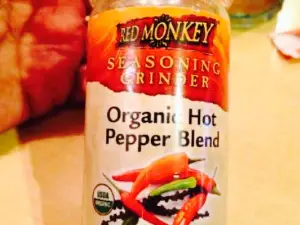 RED MONKEY
SEASONING
GRINDER
Organic Hot
Pepper Blend
USDA
ORGANIC